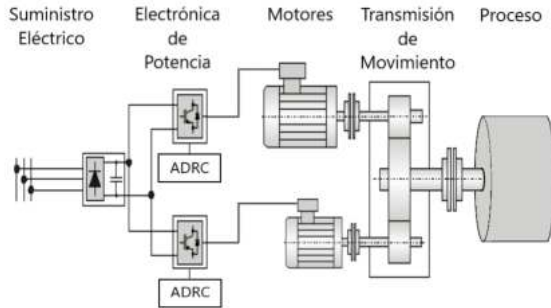 Suministro
Eléctrico
Electrónica
de
Potencia
Motores
Transmisión
de
Movimiento
Proceso
ADRC
ADRC